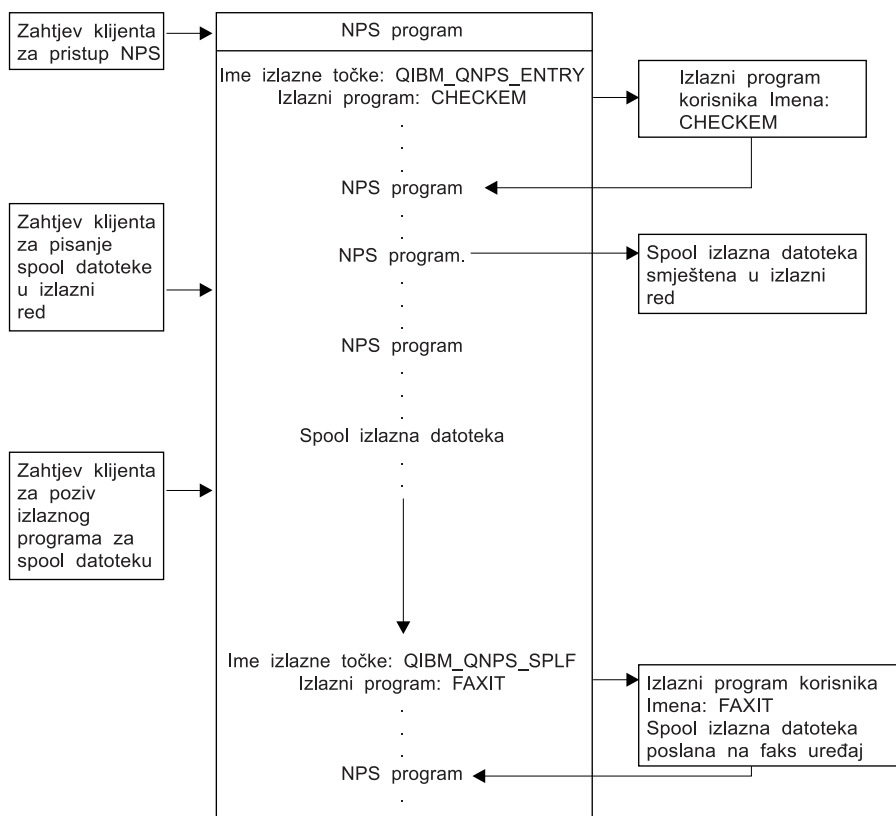 Zahtjev klijenta
za pristup NPS
NPS program
Ime izlazne točke: QIBM_QNPS_ENTRY
Izlazni program: CHECKEM
.
.
.
Izlazni program
korisnika Imena:
CHECKEM
NPS program
.
.
Zahtjev klijenta
za pisanje
spool datoteke
u izlazni
red
NPS program.
.
.
.
Spool izlazna datoteka
smještena u izlazni
red
NPS program
.
.
.
Spool izlazna datoteka
.
.
Zahtjev klijenta
za poziv
izlaznog
programa za
spool datoteku
Ime izlazne točke: QIBM_QNPS_SPLF
Izlazni program: FAXIT
.
.
.
Izlazni program korisnika
Imena: FAXIT
Spool izlazna datoteka
poslana na faks uređaj
NPS program
.
.